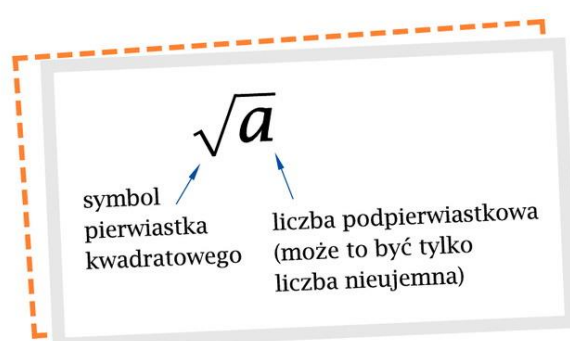 √a
symbol
pierwiastka
kwadratowego
liczba podpierwiastkowa
(może to być tylko
liczba nieujemna)